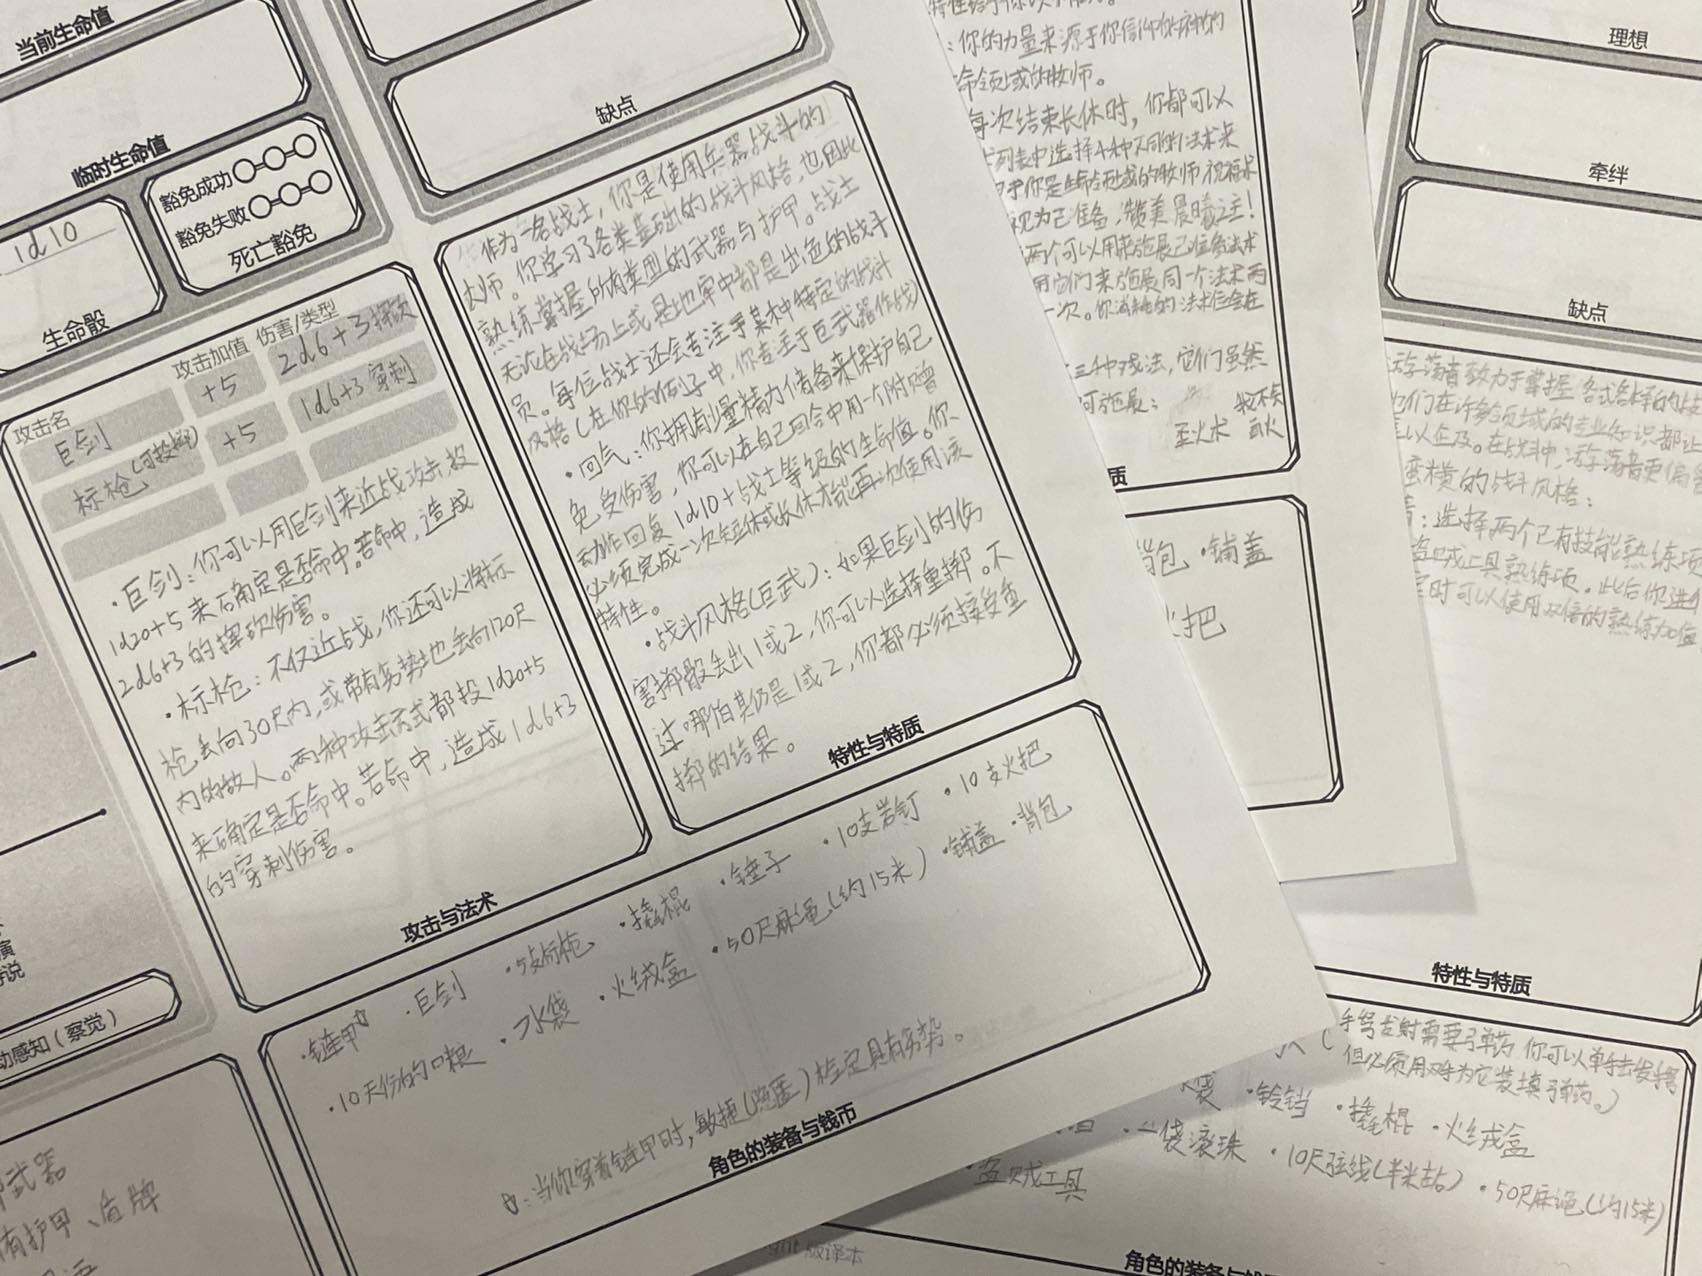 当前生命值
临时生命值
1d10
生命骰
豁免成功
豁免失败
死亡豁免
缺点
攻击名 攻击加值 伤害/类型
巨剑 +5 2d6+3挥砍
标枪(可投掷) +5 1d6+3 穿刺
·巨剑:你可以用巨剑来近战攻击投
1d20+5来确定是否命中。若命中,造成
2d6+3的挥砍伤害。
·标枪:不仅近战,你还可以将标
枪丢向30尺内,或带有劣势地丢向120尺
内的敌人。两种攻击方式都投1d20+5
来确定是否命中。若命中,造成1d6+3
的穿刺伤害。
攻击与法术
作为一名战士,你是使用兵器战斗的
大师。你学习了各类基础的战斗风格,也因此
熟练掌握所有类型的武器与护甲。战士
无论在战场上或是地牢中都是出色的战斗
员。每位战士还会专注于某种特定的战斗
风格(在你的例子中,你专注于巨武器作战)
·回气:你拥有少量精力储备来保护自己
免受伤害,你可以在自己回合中用一个附赠
动作回复1d10+战士等级的生命值。你
必须完成一次短休或长休才能再次使用该
特性。
·战斗风格(巨武):如果巨剑的伤
害掷骰丢出1或2,你可以选择重掷。不
过哪怕其仍是1或2,你都必须接受重
掷的结果。
特性与特质
·链甲 ·巨剑 ·5支标枪 ·撬棍 ·锤子 ·10支岩钉 ·10支火把
·10天份的口粮 ·水袋 ·火绒盒 ·50尺麻绳(约15米) ·铺盖 ·背包
:当你穿着链甲时,敏捷(隐匿)检定具有劣势。
角色的装备与钱币
演
说
动感知(察觉)
武器
有护甲、盾牌
:你的力量来源于你信仰的神的
命领域的牧师。
每次结束长休时,你都可以
列表中选择4种不同的法术来
于你是生命领域的牧师 祝福术
视为已准备,赞美晨曦之主!
两个可以用来施展已准备法术
用它们来施展同一个法术两
一次。你消耗的法术位会在
三种戏法,它们虽然
可施展:
圣火术
质
背包 ·铺盖
火把
理想
牵绊
缺点
游荡者致力于掌握各式各样的
他们在许多领域的专业知识都让
以企及。在战斗中,游荡者更偏
蛮横的战斗风格:
:选择两个已有技能熟练项
盗贼工具熟练项。此后你进
定时可以使用双倍的熟练加值
特性与特质
(手弩发射需要弹药 你可以单手击发
但必须用双手为它装填弹药。)
袋 ·铃铛 ·撬棍 ·火绒盒
·一袋滚珠 ·10尺弦线(半米) ·50尺麻绳(约15米)
·盗贼工具
版译本
角色的装备与钱